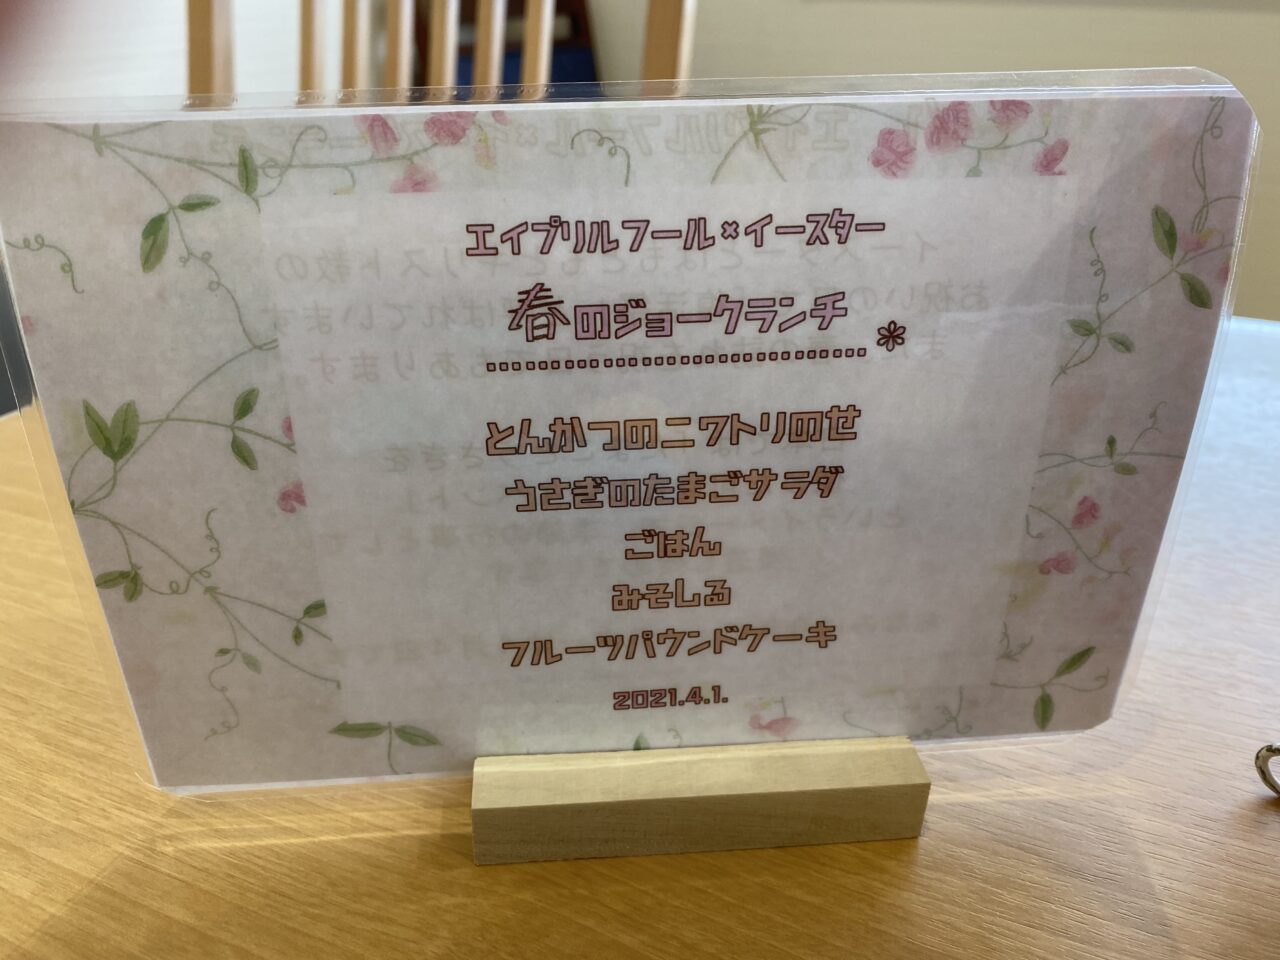 エイプリルフール×イースター
春のジョークランチ
とんかつのニワトリのせ
うさぎのたまごサラダ
ごはん
みそしる
フルーツパウンドケーキ
2021.4.1.